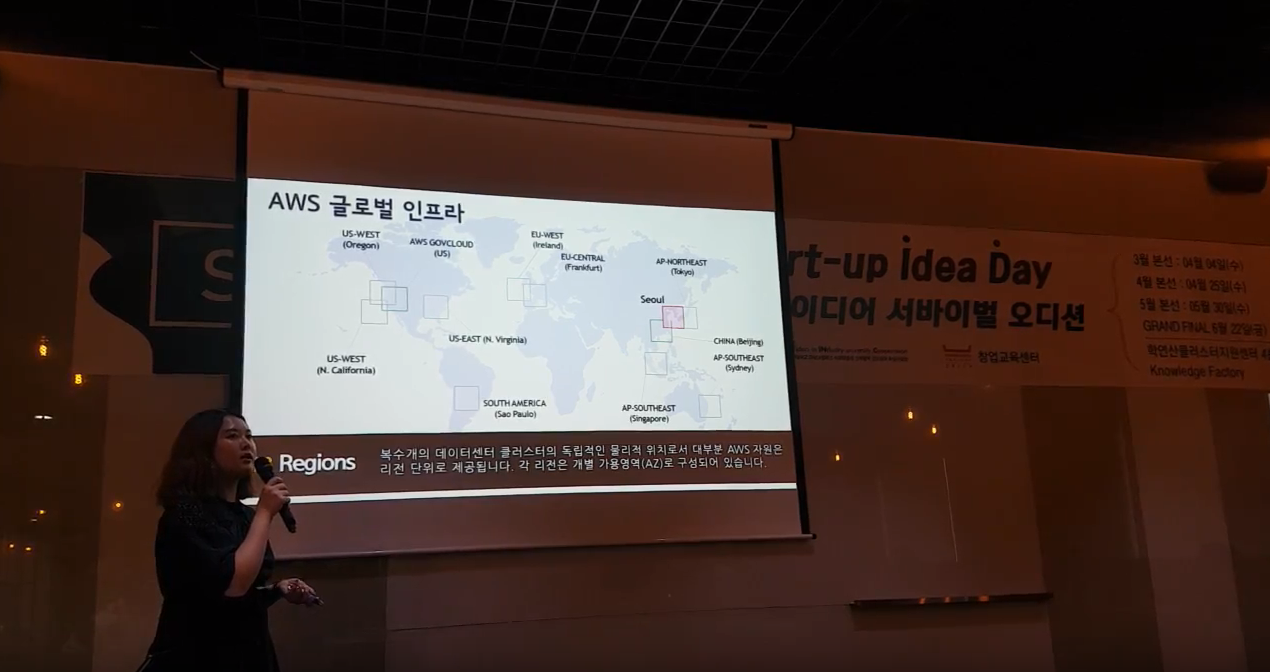 AWS 글로벌 인프라
US-WEST
(Oregon)
AWS GOVCLOUD
(US)
EU-WEST
(Ireland)
EU-CENTRAL
(Frankfurt)
AP-NORTHEAST
(Tokyo)
Seoul
US-EAST (N. Virginia)
CHINA (Beijing)
US-WEST
(N. California)
AP-SOUTHEAST
(Sydney)
SOUTH AMERICA
(Sao Paulo)
AP-SOUTHEAST
(Singapore)
Regions
복수개의 데이터센터 클러스터의 독립적인 물리적 위치로서 대부분 AWS 자원은
리전 단위로 제공됩니다. 각 리전은 개별 가용영역(AZ)로 구성되어 있습니다.
S
rt-up idea Day
이디어 서바이벌 오디션
창업교육센터
3월 본선 : 04월 04일(수)
4월 본선 : 04월 25일(수)
5월 본선 : 05월 30일(수)
GRAND FINAL 6월 22일(금)
학연산클러스터지원센터
Knowledge Factory